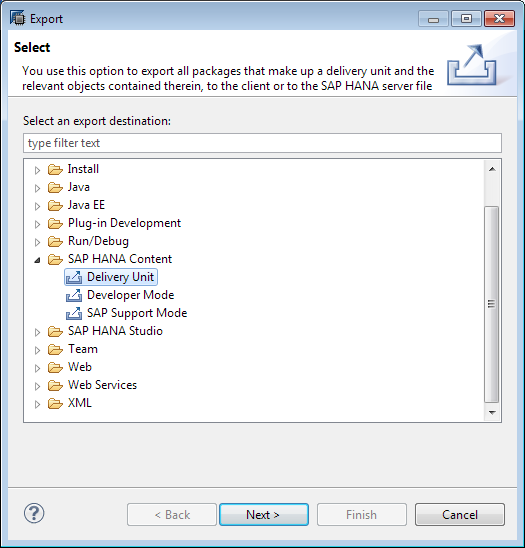 Export
Select
You use this option to export all packages that make up a delivery unit and the
relevant objects contained therein, to the client or to the SAP HANA server file
Select an export destination:
type filter text
Install
Java
Java EE
Plug-in Development
Run/Debug
SAP HANA Content
Delivery Unit
Developer Mode
SAP Support Mode
SAP HANA Studio
Team
Web
Web Services
XML
?
< Back
Next >
Finish
Cancel